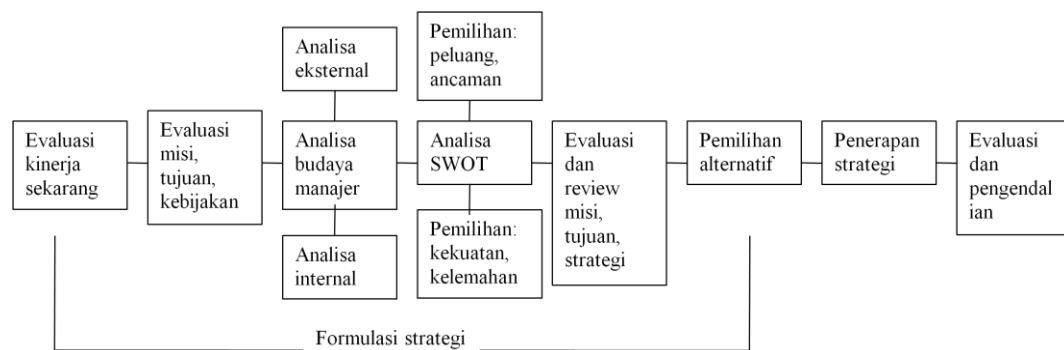 Evaluasi
kinerja
sekarang
Evaluasi
misi,
tujuan,
kebijakan
Analisa
eksternal
Analisa
budaya
manajer
Analisa
internal
Pemilihan:
peluang,
ancaman
Analisa
SWOT
Pemilihan:
kekuatan,
kelemahan
Evaluasi
dan
review
misi,
tujuan,
strategi
Pemilihan
alternatif
Penerapan
strategi
Evaluasi
dan
pengendal
ian
Formulasi strategi